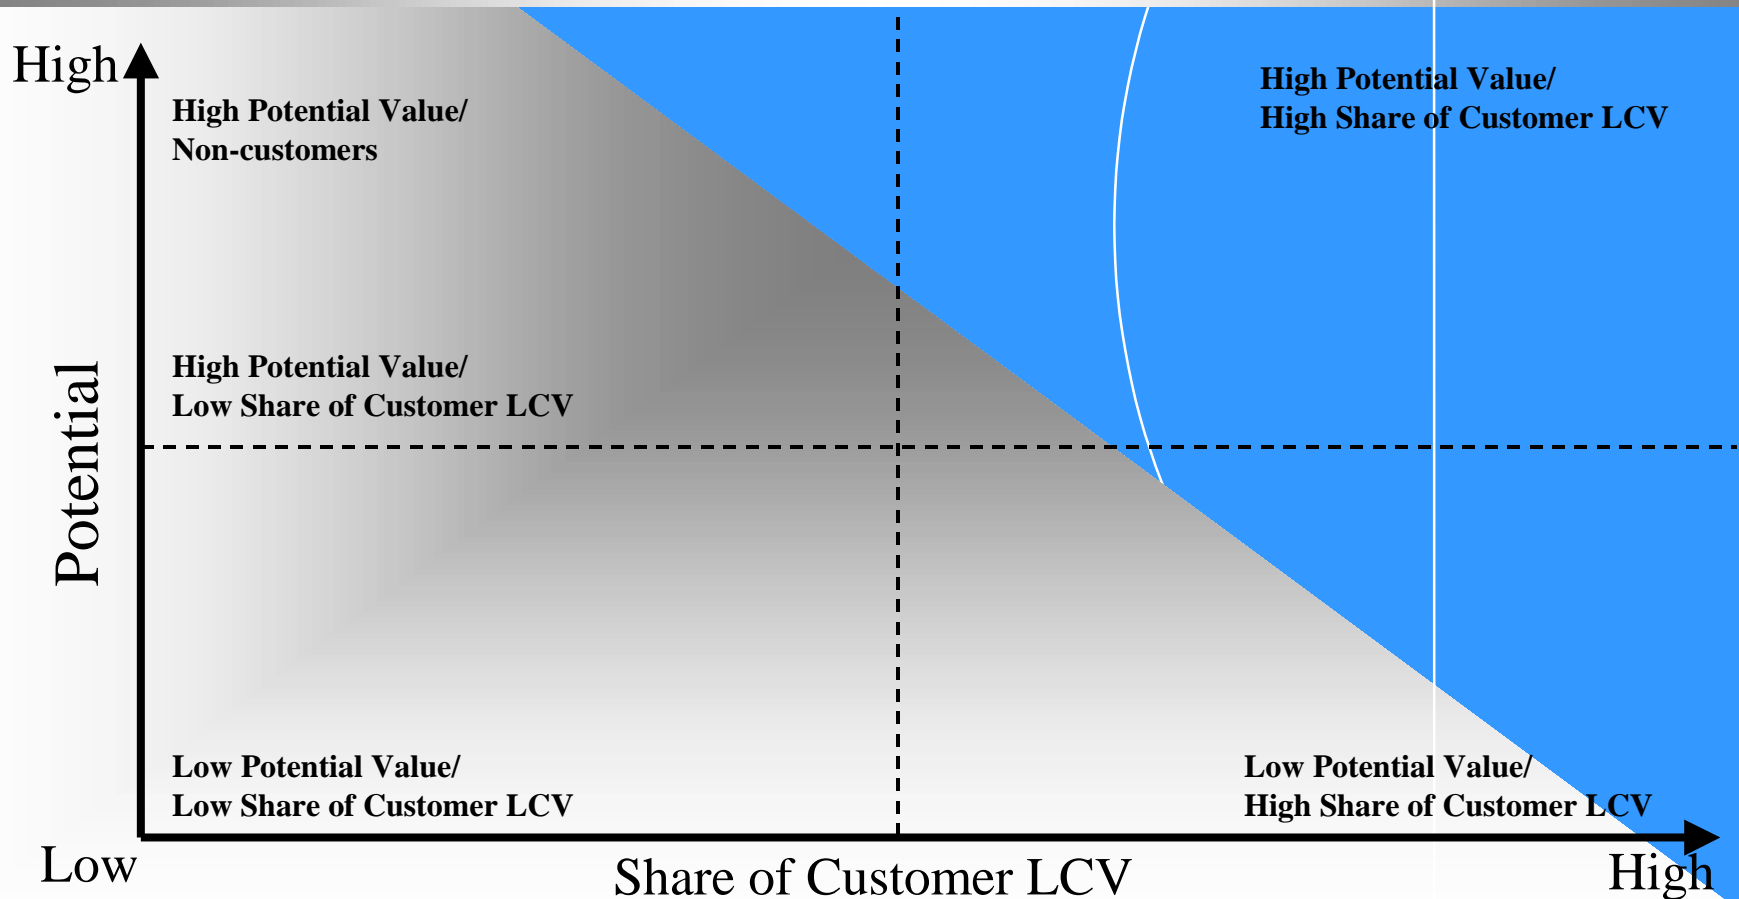 High
High Potential Value/
Non-customers
High Potential Value/
High Share of Customer LCV
High Potential Value/
Low Share of Customer LCV
Potential
Low Potential Value/
Low Share of Customer LCV
Low Potential Value/
High Share of Customer LCV
Low
Share of Customer LCV
High